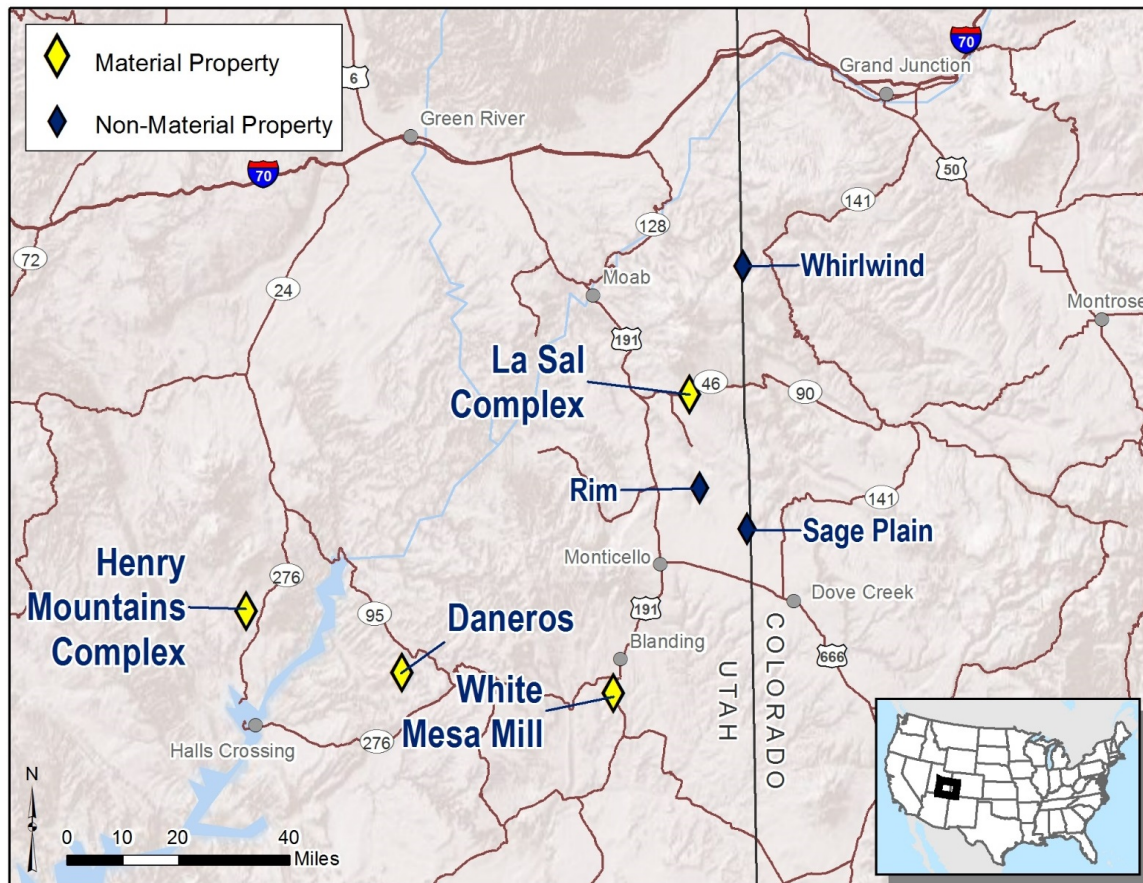 Material Property
Non-Material Property
70
6
Grand Junction
Green River
70
50
141
128
72
Whirlwind
24
Moab
Montrose
191
La Sal
Complex
46
90
Rim
141
Sage Plain
Monticello
Henry
Mountains
Complex
276
Dove Creek
95
191
Daneros
Blanding
666
UTAH
COLORADO
White
Mesa Mill
Halls Crossing
276
N
0 10 20 40
Miles